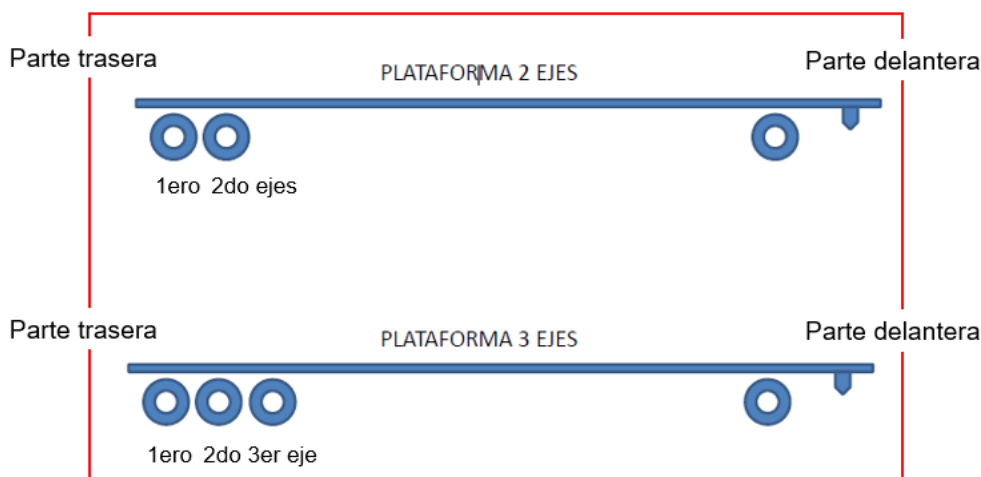 Parte trasera
PLATAFORMA 2 EJES
Parte delantera
1ero 2do ejes
Parte trasera
PLATAFORMA 3 EJES
Parte delantera
1ero 2do 3er eje